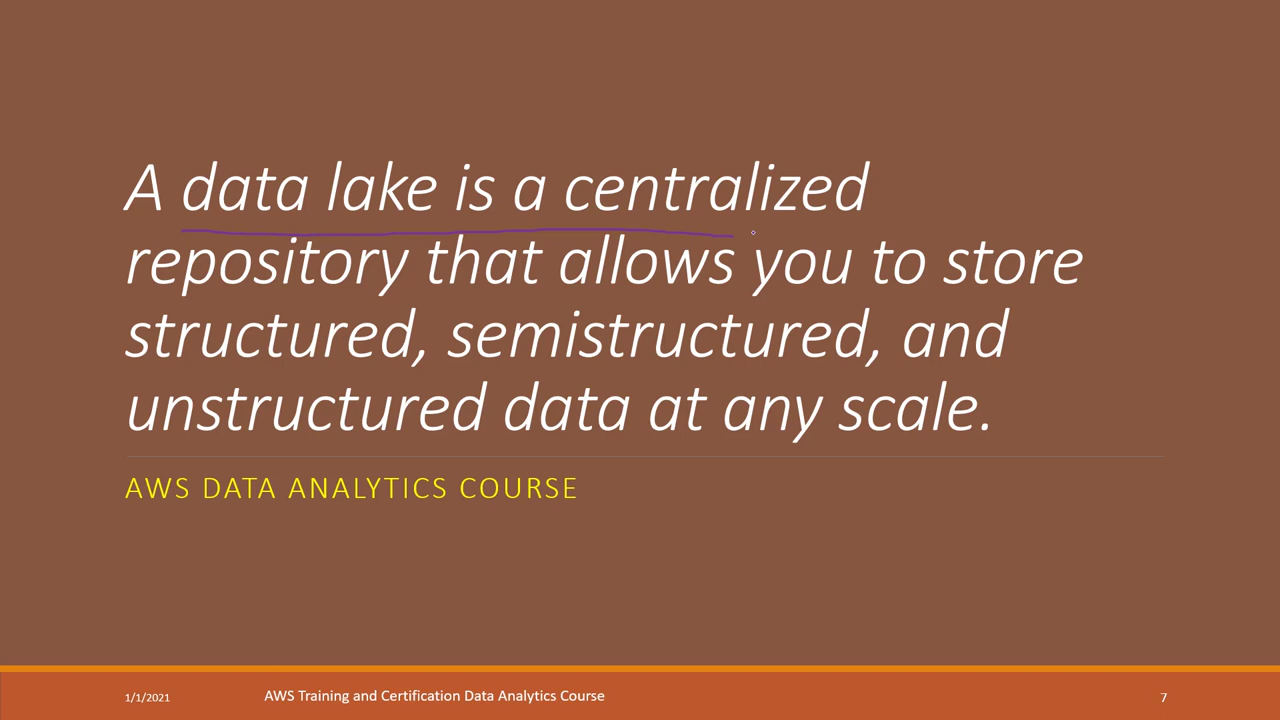 A data lake is a centralized
repository that allows you to store
structured, semistructured, and
unstructured data at any scale.
AWS DATA ANALYTICS COURSE
1/1/2021
AWS Training and Certification Data Analytics Course
7